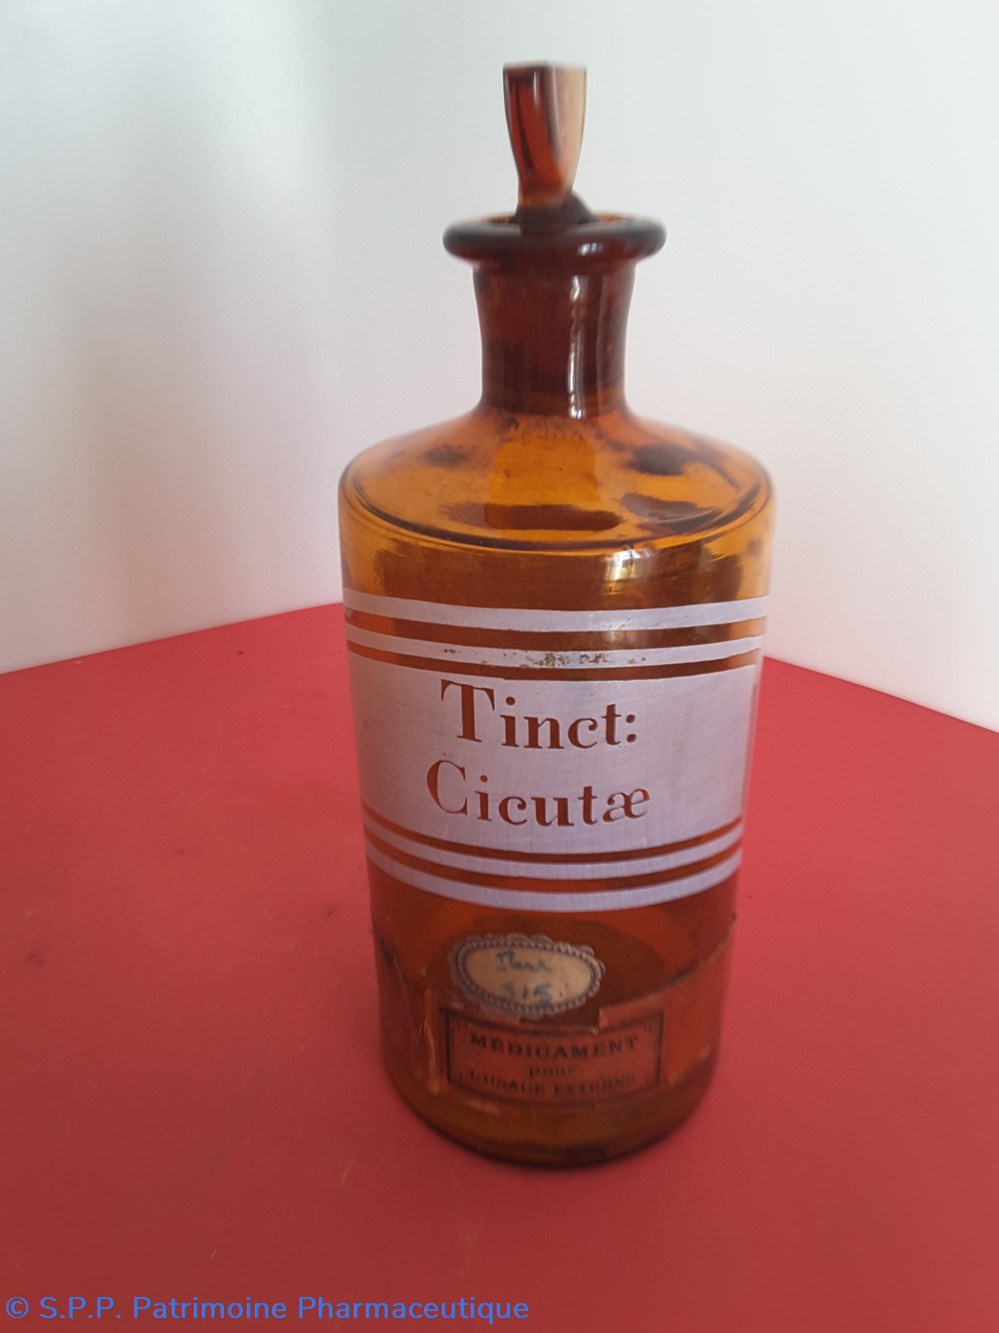 Tinct:
Cicutæ
315
MÉDICAMENT
pour
L'USAGE EXTERNE
© S.P.P. Patrimoine Pharmaceutique